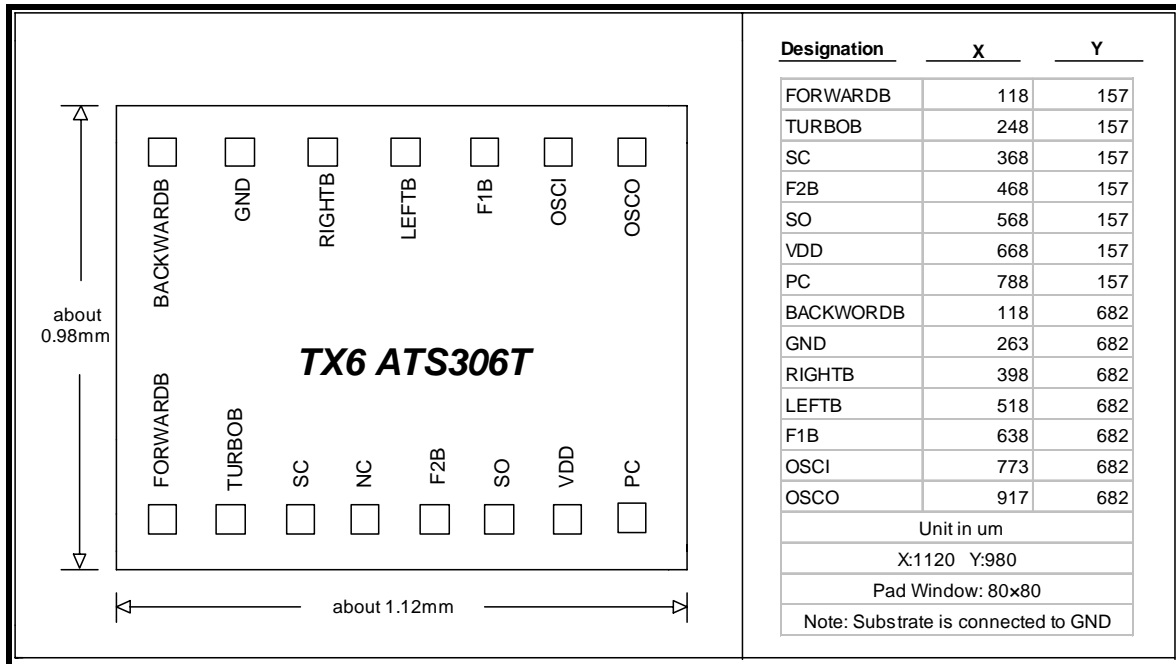 BACKWARDB
GND
RIGHTB
LEFTB
F1B
OSCI
OSCO
about
0.98mm
TX6 ATS306T
FORWARDB
TURBOB
SC
NC
F2B
SO
VDD
PC
about 1.12mm
Designation X Y
FORWARDB 118 157
TURBOB 248 157
SC 368 157
F2B 468 157
SO 568 157
VDD 668 157
PC 788 157
BACKWORDB 118 682
GND 263 682
RIGHTB 398 682
LEFTB 518 682
F1B 638 682
OSCI 773 682
OSCO 917 682
Unit in um
X:1120 Y:980
Pad Window: 80×80
Note: Substrate is connected to GND